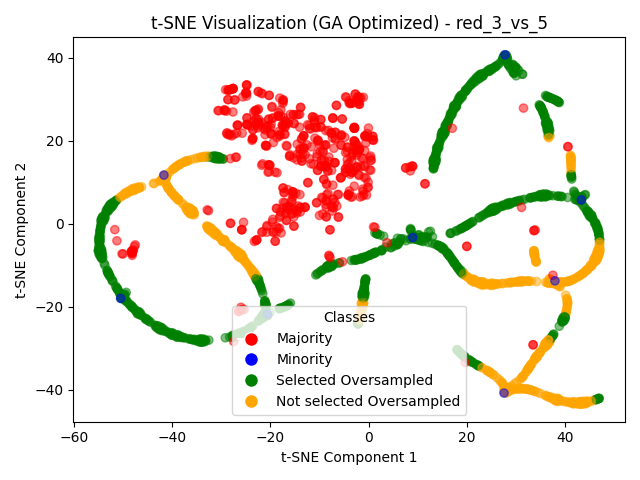 t-SNE Visualization (GA Optimized) - red_3_vs_5
t-SNE Component 2
40
20
0
−20
−40
Classes
Majority
Minority
Selected Oversampled
Not selected Oversampled
−60 −40 −20 0 20 40
t-SNE Component 1